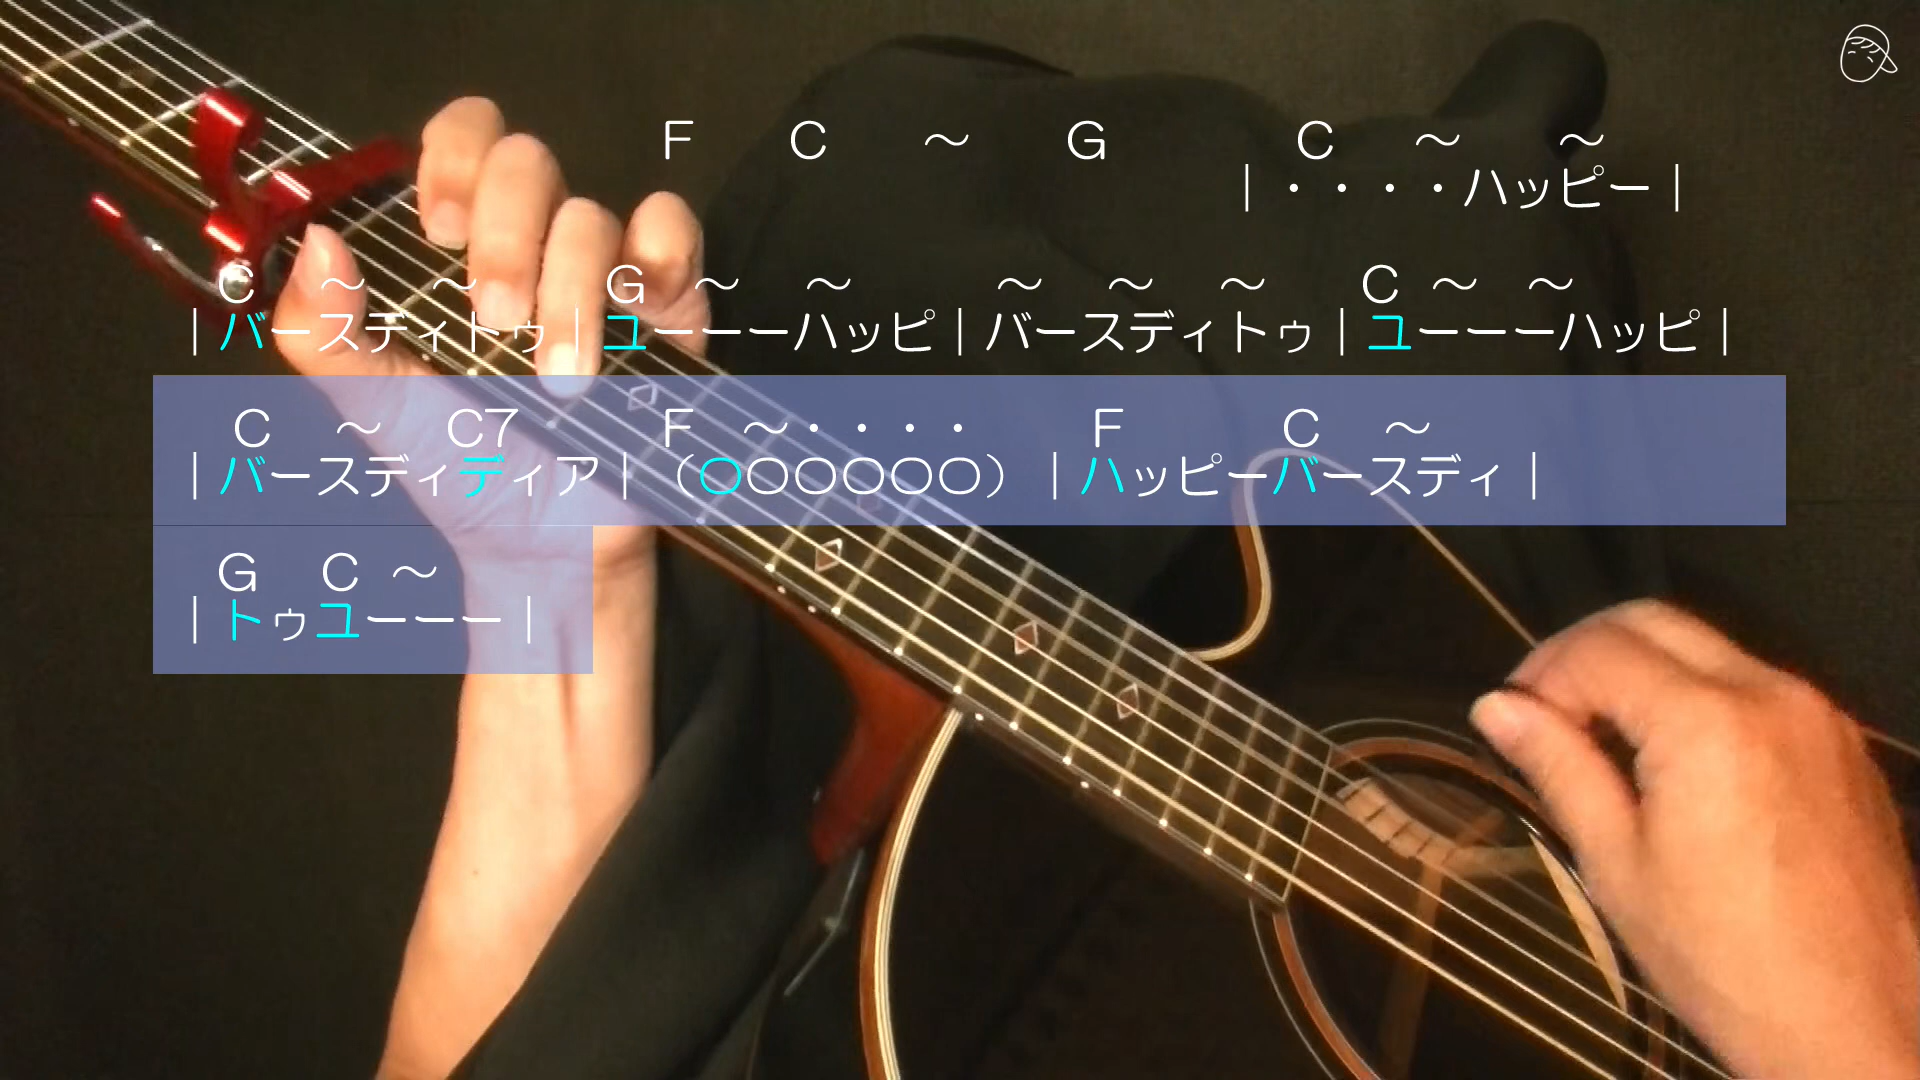 F C 〜 G C 〜 〜
|・・・・ハッピー|
C 〜 〜 G 〜 〜 〜 〜 〜 C 〜 〜
|バースディトゥ|ユーーーハッピ|バースディトゥ|ユーーーハッピ|
C 〜 C7 F 〜・・・・ F C 〜
|バースディディア|(〇〇〇〇〇〇)|ハッピーバースディ|
G C 〜
|トゥユーーー|